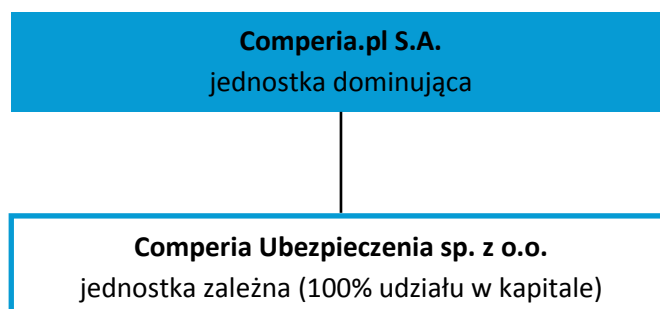 Comperia.pl S.A.
jednostka dominująca
Comperia Ubezpieczenia sp. z o.o.
jednostka zależna (100% udziału w kapitale)